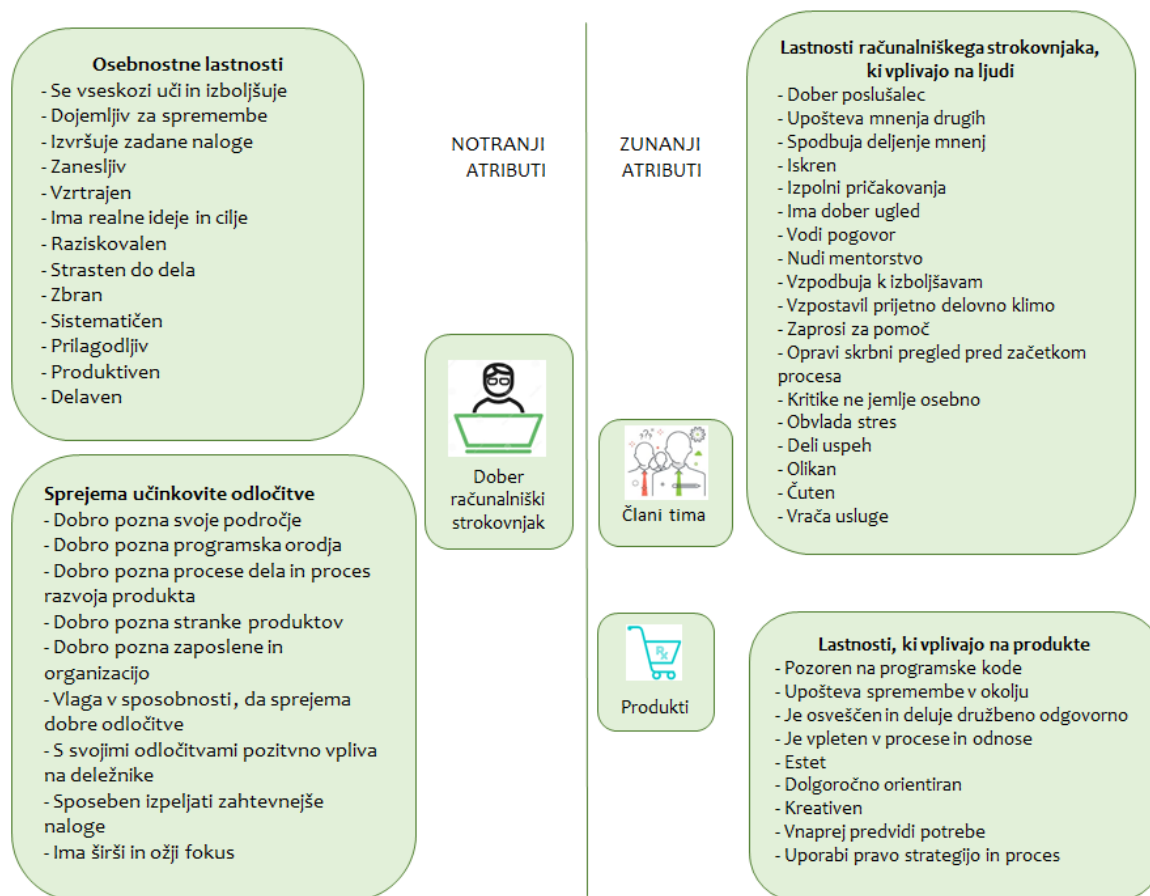 Osebnostne lastnosti
- Se vseskozi uči in izboljšuje
- Dojemljiv za spremembe
- Izvršuje zadane naloge
- Zanesljiv
- Vzrtrajen
- Ima realne ideje in cilje
- Raziskovalen
- Strasten do dela
- Zbran
- Sistematičen
- Prilagodljiv
- Produktiven
- Delaven
Sprejema učinkovite odločitve
- Dobro pozna svoje področje
- Dobro pozna programska orodja
- Dobro pozna procese dela in proces
razvoja produkta
- Dobro pozna stranke produktov
- Dobro pozna zaposlene in
organizacijo
- Vlaga v sposobnosti, da sprejema
dobre odločitve
- S svojimi odločitvami pozitvno vpliva
na deležnike
- Sposeben izpeljati zahtevnejše
naloge
- Ima širši in ožji fokus
NOTRANJI
ATRIBUTI
Dober
računalniški
strokovnjak
ZUNANJI
ATRIBUTI
???
Člani tima
Rx
Produkti
Lastnosti računalniškega strokovnjaka,
ki vplivajo na ljudi
- Dober poslušalec
- Upošteva mnenja drugih
- Spodbuja deljenje mnenj
- Iskren
- Izpolni pričakovanja
- Ima dober ugled
- Vodi pogovor
- Nudi mentorstvo
- Vzpodbuja k izboljšavam
- Vzpostavil prijetno delovno klimo
- Zaprosi za pomoč
- Opravi skrbni pregled pred začetkom
procesa
- Kritike ne jemlje osebno
- Obvlada stres
- Deli uspeh
- Olikan
- Čuten
- Vrača usluge
Lastnosti, ki vplivajo na produkte
- Pozoren na programske kode
- Upošteva spremembe v okolju
- Je osveščen in deluje družbeno odgovorno
- Je vpleten v procese in odnose
- Estet
- Dolgoročno orientiran
- Kreativen
- Vnaprej predvidi potrebe
- Uporabi pravo strategijo in proces